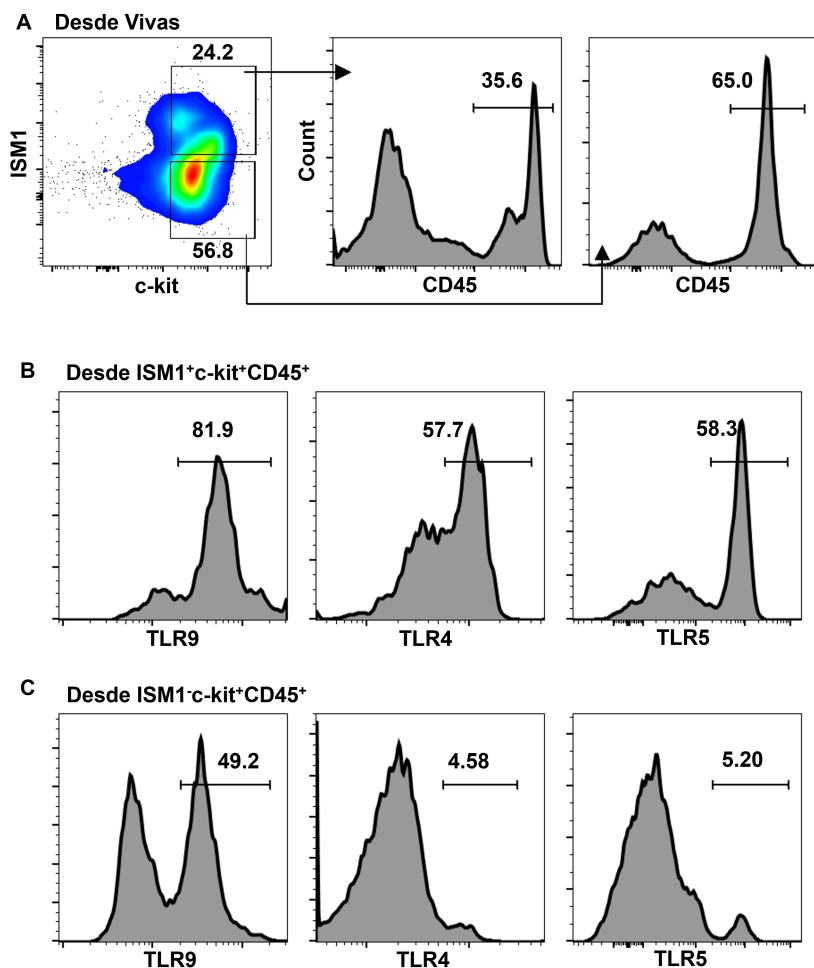 A Desde Vivas
24.2
35.6
65.0
ISM1
Count
56.8
c-kit
CD45
CD45
B Desde ISM1⁺c-kit⁺CD45⁺
81.9
57.7
58.3
TLR9
TLR4
TLR5
C Desde ISM1⁻c-kit⁺CD45⁺
49.2
4.58
5.20
TLR9
TLR4
TLR5